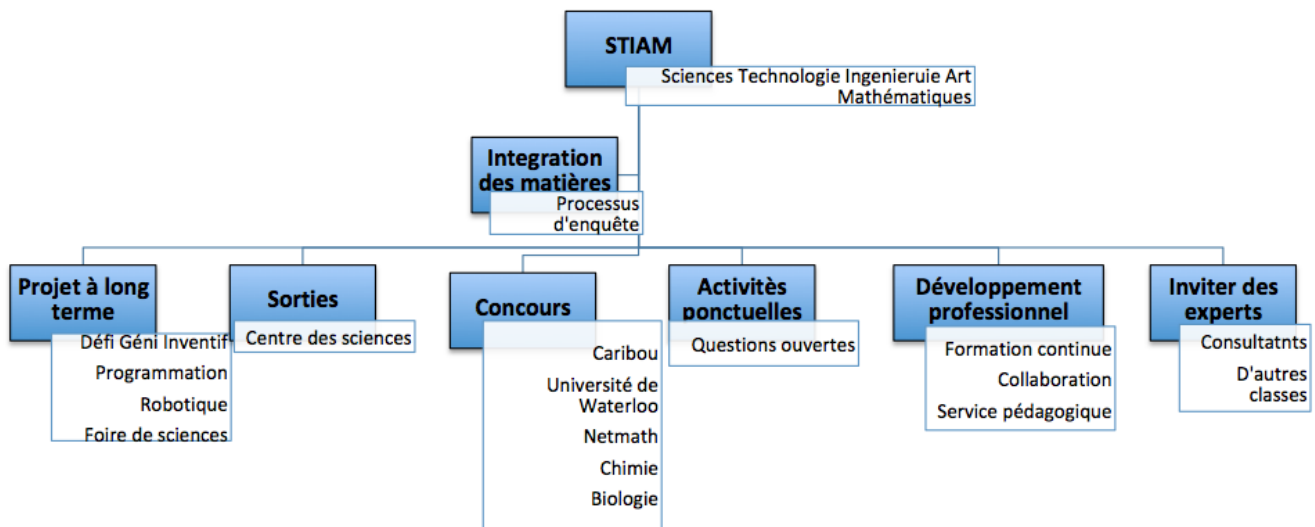 STIAM
Sciences Technologie Ingenieruie Art
Mathématiques
Integration
des matières
Processus
d'enquête
Projet à long
terme
Défi Géni Inventif
Programmation
Robotique
Foire de sciences
Sorties
Centre des sciences
Concours
Caribou
Université de
Waterloo
Netmath
Chimie
Biologie
Activitès
ponctuelles
Questions ouvertes
Développement
professionnel
Formation continue
Collaboration
Service pédagogique
Inviter des
experts
Consultatnts
D'autres
classes